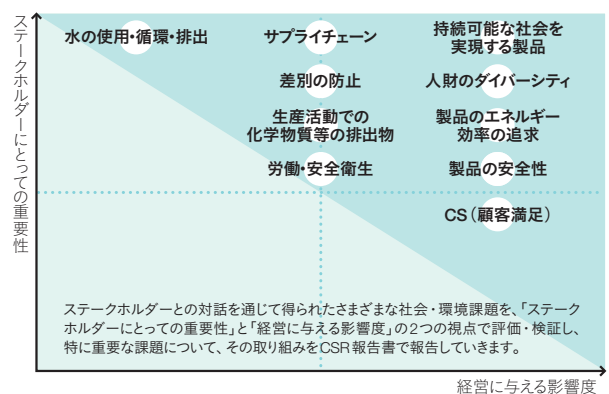 ステークホルダーにとっての重要性
水の使用・循環・排出
サプライチェーン
持続可能な社会を
実現する製品
差別の防止
人財のダイバーシティ
生産活動での
化学物質等の排出物
製品のエネルギー
効率の追求
労働・安全衛生
製品の安全性
CS（顧客満足）
ステークホルダーとの対話を通じて得られたさまざまな社会・環境課題を、「ステーク
ホルダーにとっての重要性」と「経営に与える影響度」の2つの視点で評価・検証し、
特に重要な課題について、その取り組みをCSR報告書で報告していきます。
経営に与える影響度